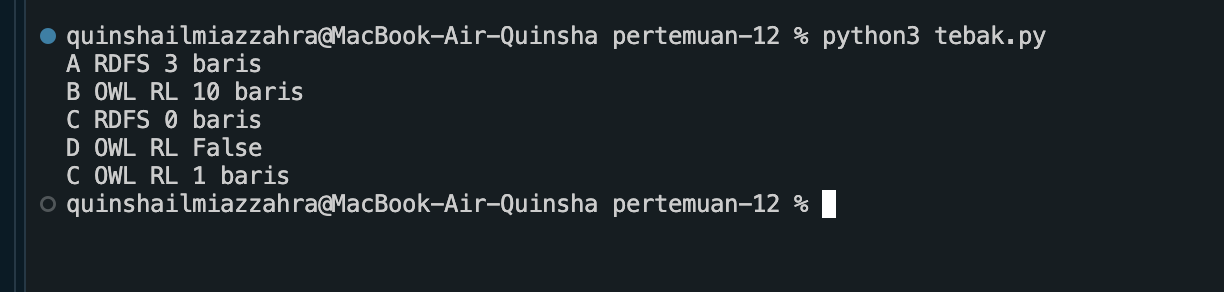 quinshailmiazzahra@MacBook-Air-Quinsha pertemuan-12 % python3 tebak.py
A RDFS 3 baris
B OWL RL 10 baris
C RDFS 0 baris
D OWL RL False
C OWL RL 1 baris
quinshailmiazzahra@MacBook-Air-Quinsha pertemuan-12 %